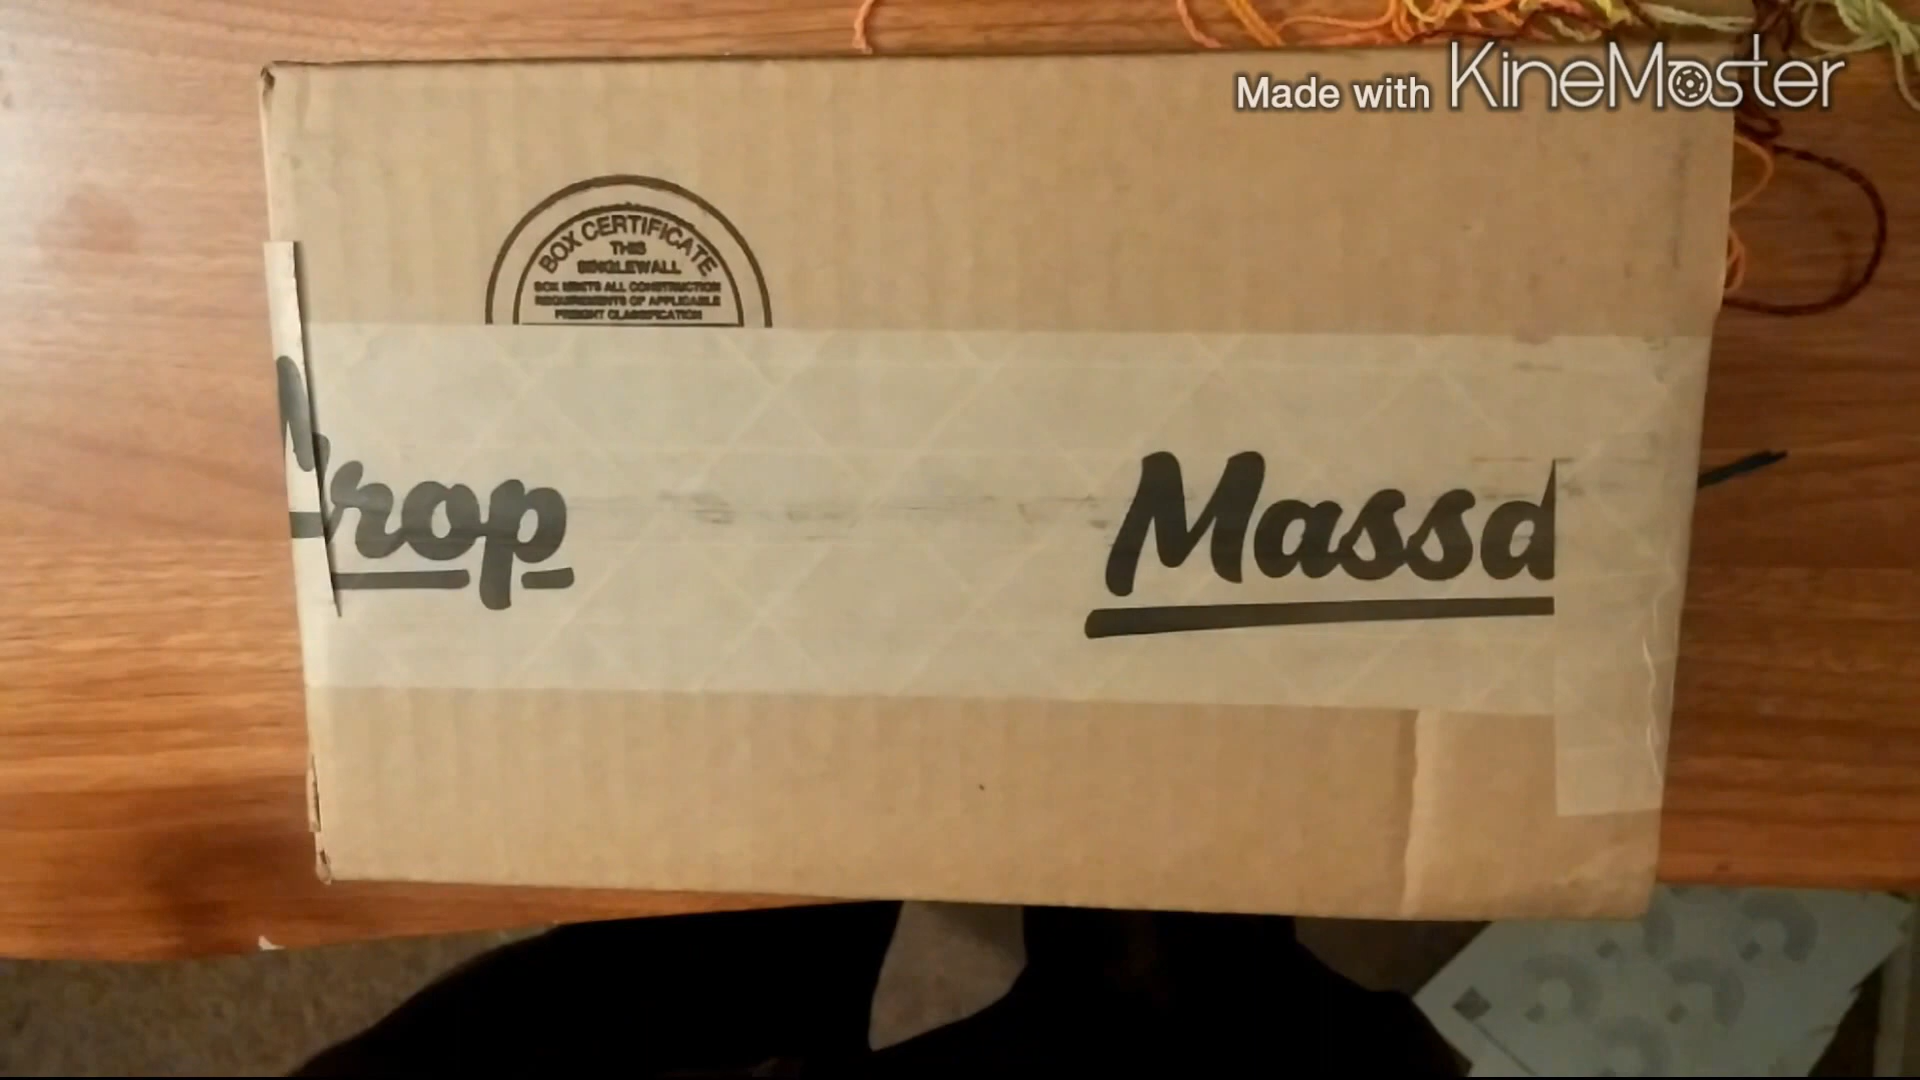 Made with KINEMASTER
BOX CERTIFICATE
THIS
SINGLEWALL
BOX MEETS ALL CONSTRUCTION
REQUIREMENTS OF APPLICABLE
FREIGHT CLASSIFICATION
rop
Massd